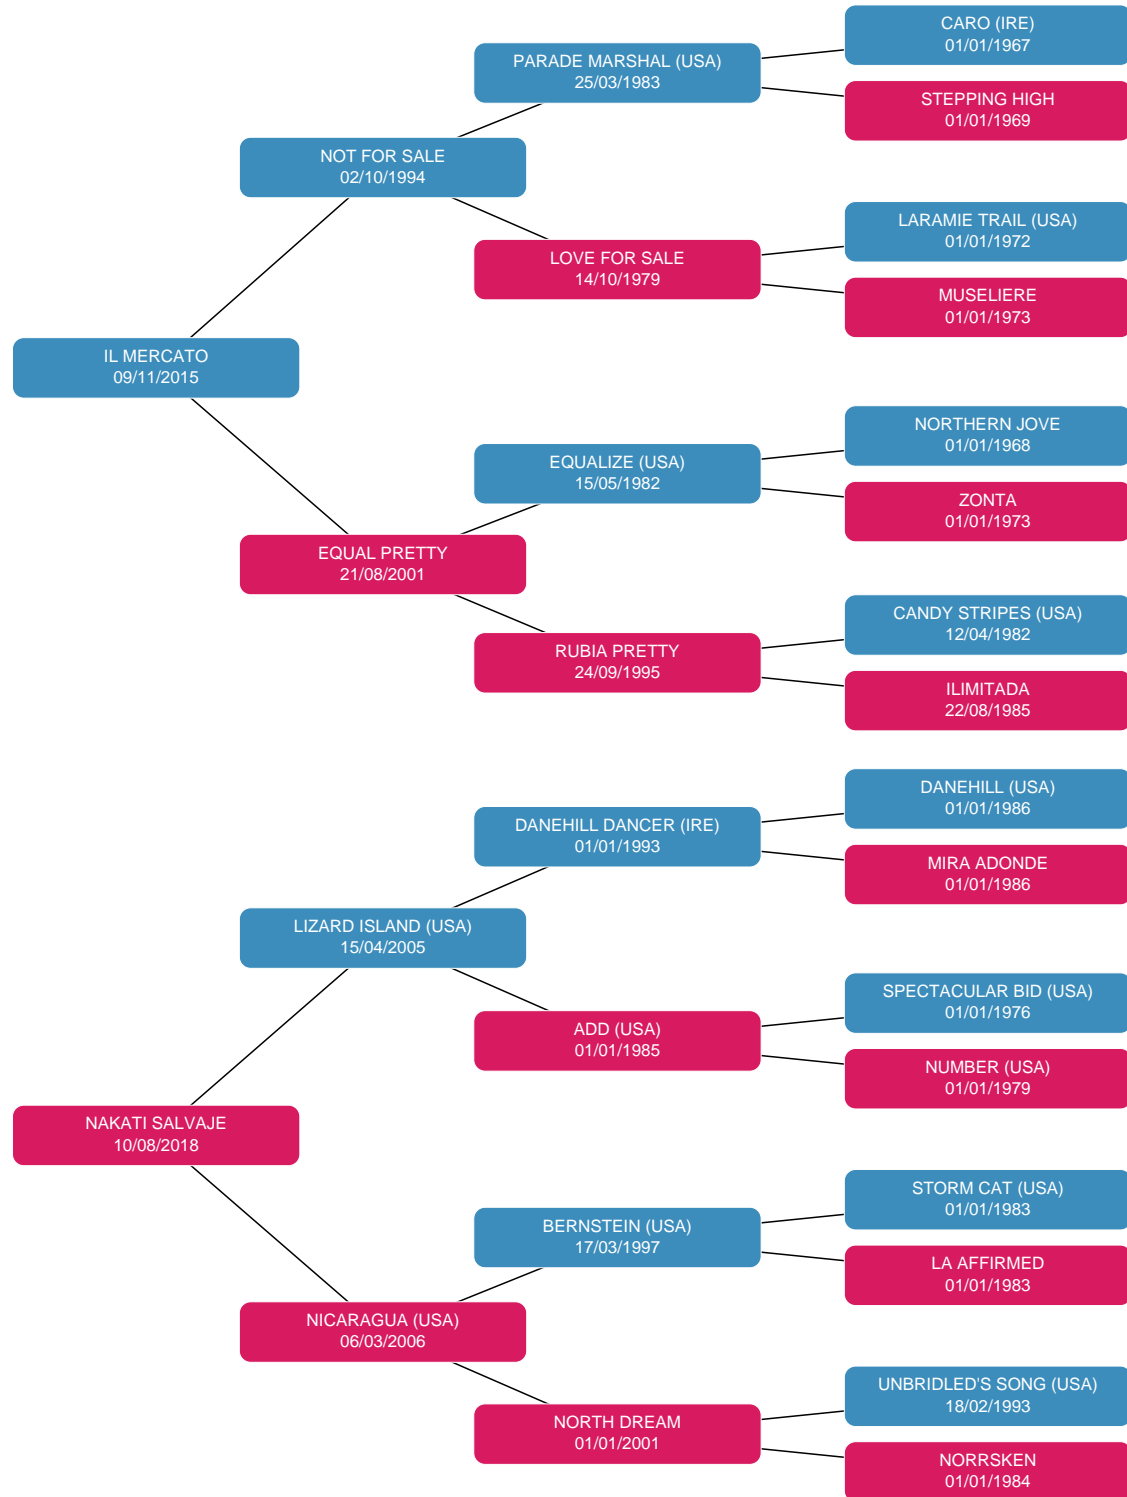 CARO (IRE)
01/01/1967
PARADE MARSHAL (USA)
25/03/1983
STEPPING HIGH
01/01/1969
NOT FOR SALE
02/10/1994
LARAMIE TRAIL (USA)
01/01/1972
LOVE FOR SALE
14/10/1979
MUSELIERE
01/01/1973
IL MERCATO
09/11/2015
NORTHERN JOVE
01/01/1968
EQUALIZE (USA)
15/05/1982
ZONTA
01/01/1973
EQUAL PRETTY
21/08/2001
CANDY STRIPES (USA)
12/04/1982
RUBIA PRETTY
24/09/1995
ILIMITADA
22/08/1985
DANEHILL (USA)
01/01/1986
DANEHILL DANCER (IRE)
01/01/1993
MIRA ADONDE
01/01/1986
LIZARD ISLAND (USA)
15/04/2005
SPECTACULAR BID (USA)
01/01/1976
ADD (USA)
01/01/1985
NUMBER (USA)
01/01/1979
NAKATI SALVAJE
10/08/2018
STORM CAT (USA)
01/01/1983
BERNSTEIN (USA)
17/03/1997
LA AFFIRMED
01/01/1983
NICARAGUA (USA)
06/03/2006
UNBRIDLED'S SONG (USA)
18/02/1993
NORTH DREAM
01/01/2001
NORRSKEN
01/01/1984